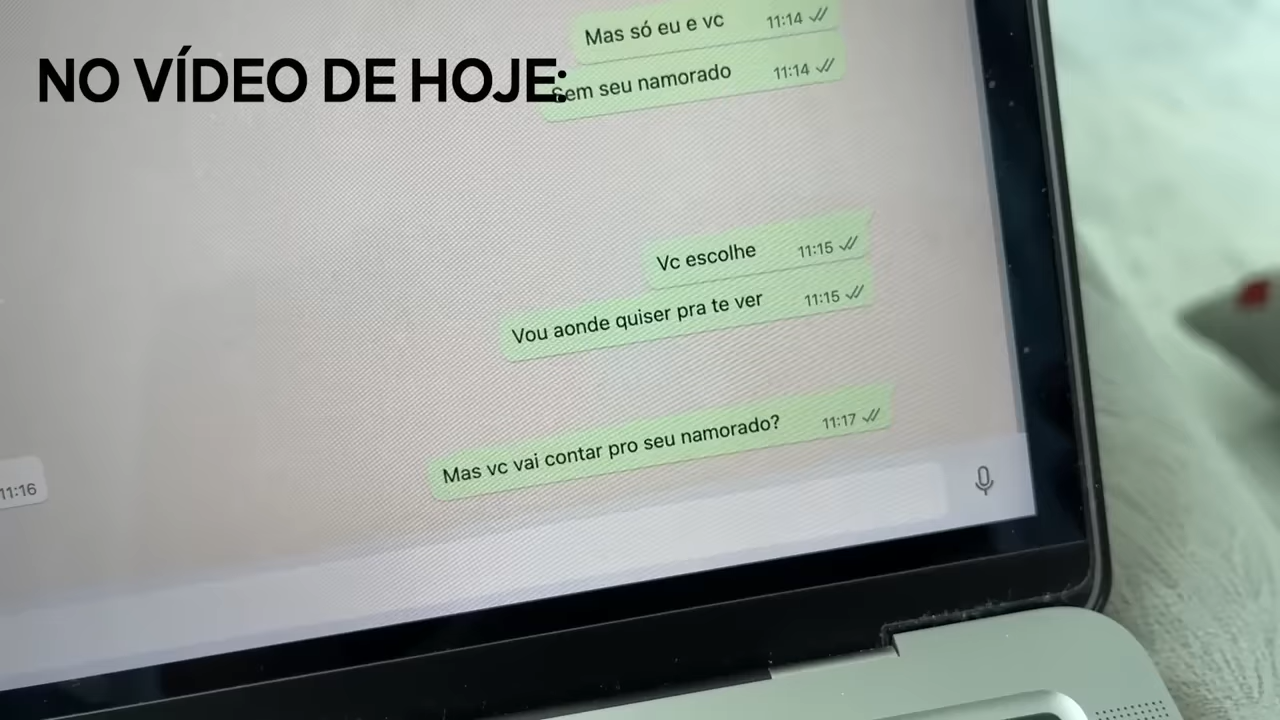 Mas só eu e vc 11:14
NO VÍDEO DE HOJE:
Sem seu namorado 11:14
Vc escolhe 11:15
Vou aonde quiser pra te ver 11:15
Mas vc vai contar pro seu namorado? 11:17
11:16